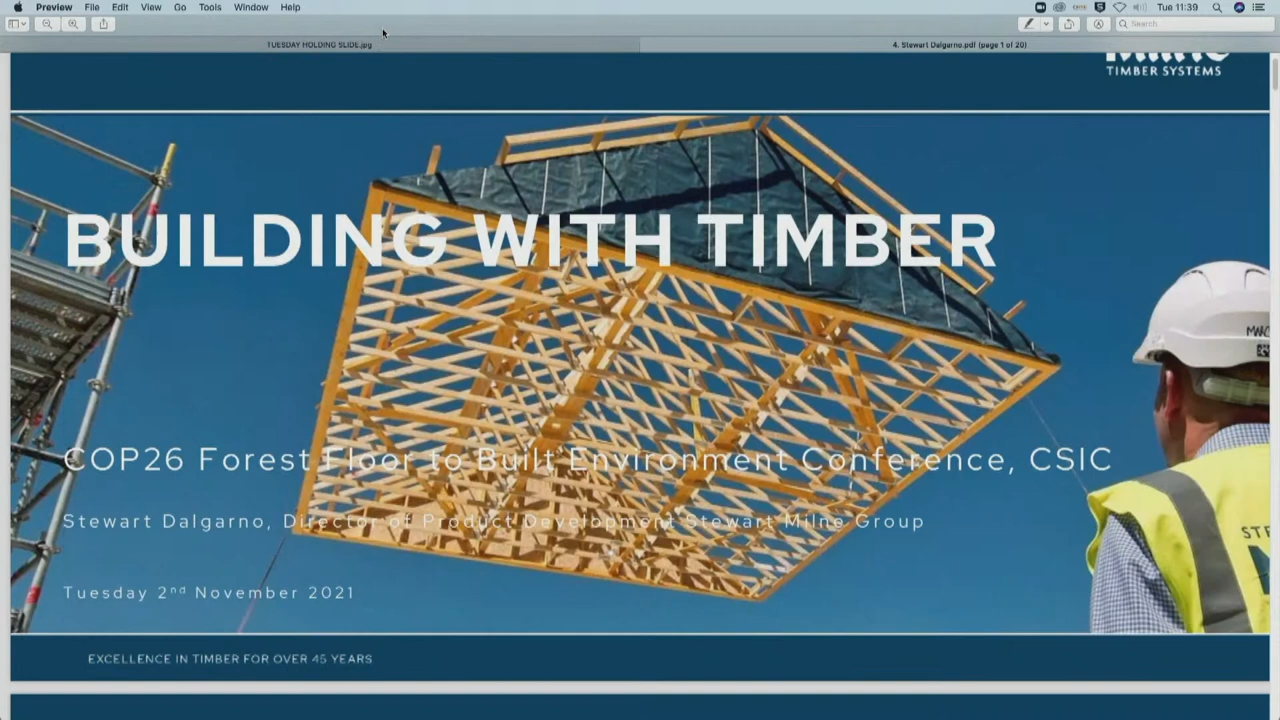 Preview File Edit View Go Tools Window Help Tue 11:39
Search
TUESDAY HOLDING SLIDE.jpg 4. Stewart Dalgarno.pdf (page 1 of 20)
TIMBER SYSTEMS
BUILDING WITH TIMBER
COP26 Forest Floor to Built Environment Conference, CSIC
Stewart Dalgarno, Director of Product Development Stewart Milne Group
Tuesday 2ⁿᵈ November 2021
EXCELLENCE IN TIMBER FOR OVER 45 YEARS